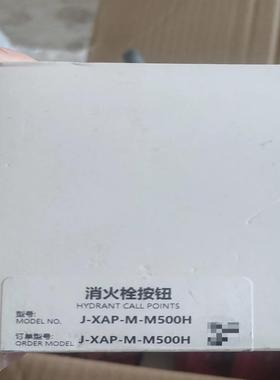 消火栓按钮
HYDRANT CALL POINTS
型号:
MODEL NO. J-XAP-M-M500H
订单型号:
ORDER MODEL J-XAP-M-M500H